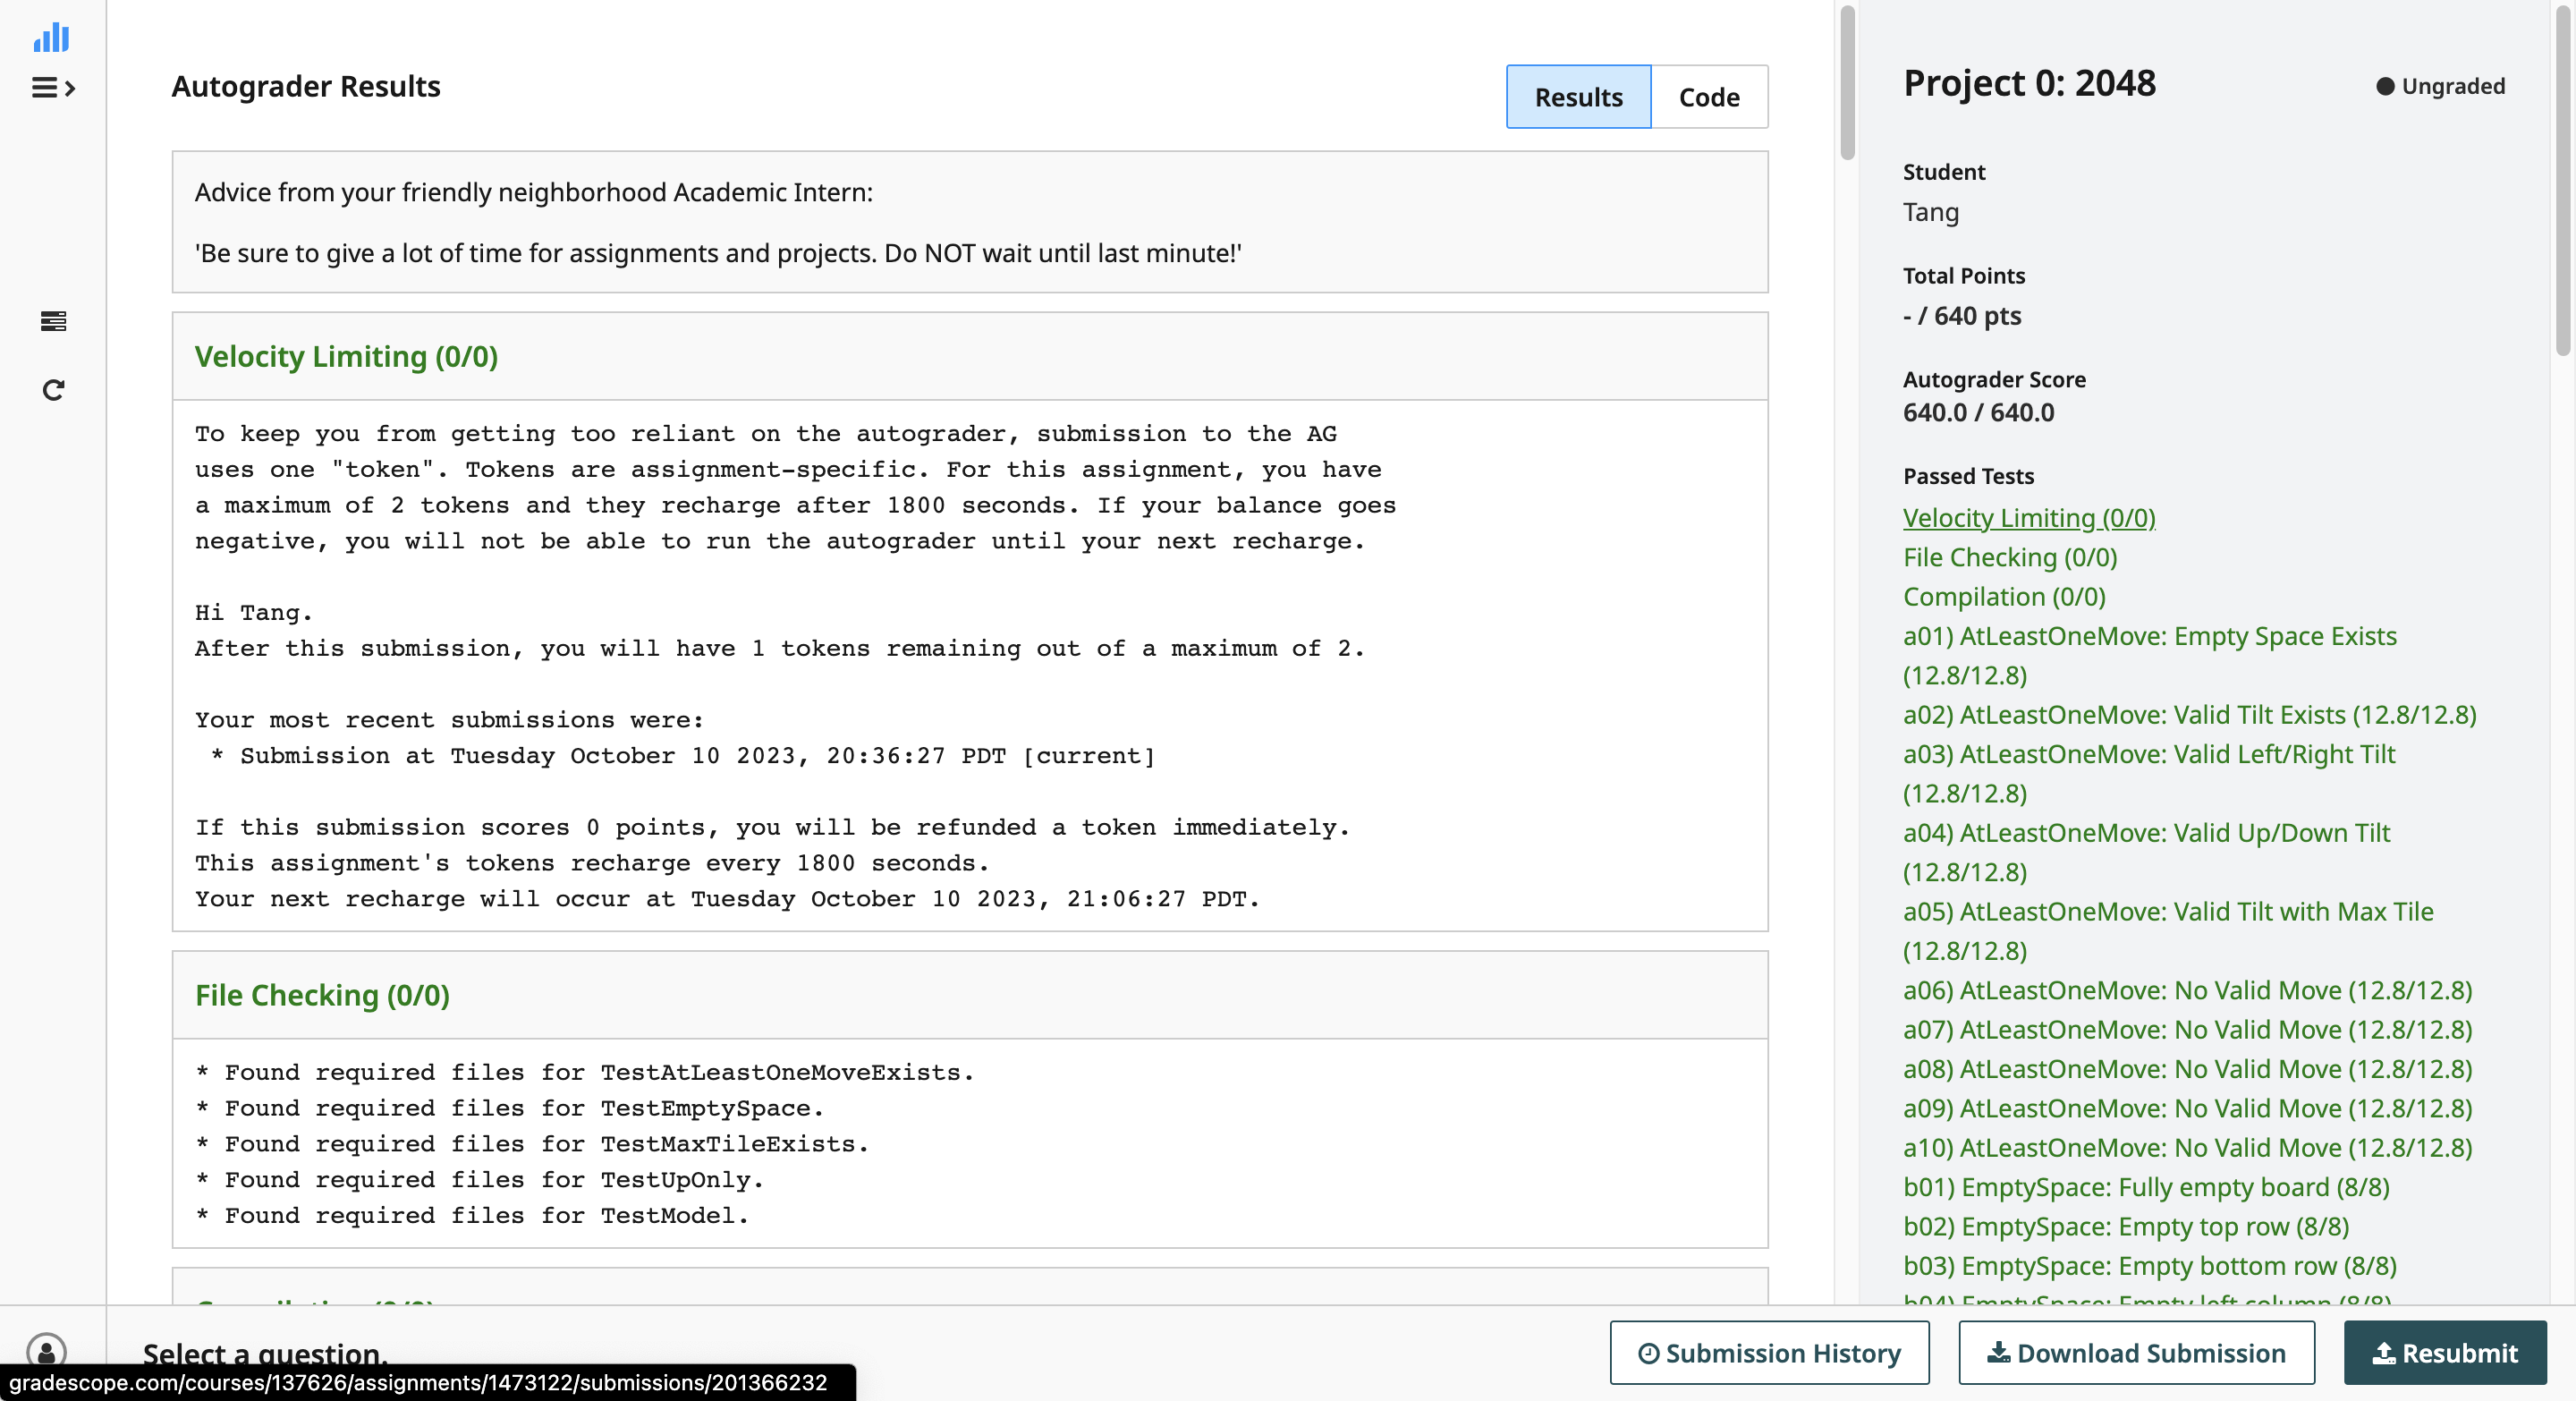 Autograder Results
Results
Code
Advice from your friendly neighborhood Academic Intern:
'Be sure to give a lot of time for assignments and projects. Do NOT wait until last minute!'
Velocity Limiting (0/0)
To keep you from getting too reliant on the autograder, submission to the AG
uses one "token". Tokens are assignment-specific. For this assignment, you have
a maximum of 2 tokens and they recharge after 1800 seconds. If your balance goes
negative, you will not be able to run the autograder until your next recharge.
Hi Tang.
After this submission, you will have 1 tokens remaining out of a maximum of 2.
Your most recent submissions were:
* Submission at Tuesday October 10 2023, 20:36:27 PDT [current]
If this submission scores 0 points, you will be refunded a token immediately.
This assignment's tokens recharge every 1800 seconds.
Your next recharge will occur at Tuesday October 10 2023, 21:06:27 PDT.
File Checking (0/0)
* Found required files for TestAtLeastOneMoveExists.
* Found required files for TestEmptySpace.
* Found required files for TestMaxTileExists.
* Found required files for TestUpOnly.
* Found required files for TestModel.
Compilation (0/0)
Project 0: 2048
Ungraded
Student
Tang
Total Points
- / 640 pts
Autograder Score
640.0 / 640.0
Passed Tests
Velocity Limiting (0/0)
File Checking (0/0)
Compilation (0/0)
a01) AtLeastOneMove: Empty Space Exists
(12.8/12.8)
a02) AtLeastOneMove: Valid Tilt Exists (12.8/12.8)
a03) AtLeastOneMove: Valid Left/Right Tilt
(12.8/12.8)
a04) AtLeastOneMove: Valid Up/Down Tilt
(12.8/12.8)
a05) AtLeastOneMove: Valid Tilt with Max Tile
(12.8/12.8)
a06) AtLeastOneMove: No Valid Move (12.8/12.8)
a07) AtLeastOneMove: No Valid Move (12.8/12.8)
a08) AtLeastOneMove: No Valid Move (12.8/12.8)
a09) AtLeastOneMove: No Valid Move (12.8/12.8)
a10) AtLeastOneMove: No Valid Move (12.8/12.8)
b01) EmptySpace: Fully empty board (8/8)
b02) EmptySpace: Empty top row (8/8)
b03) EmptySpace: Empty bottom row (8/8)
b04) EmptySpace: Empty left column (8/8)
Select a question.
Submission History
Download Submission
Resubmit
gradescope.com/courses/137626/assignments/1473122/submissions/201366232